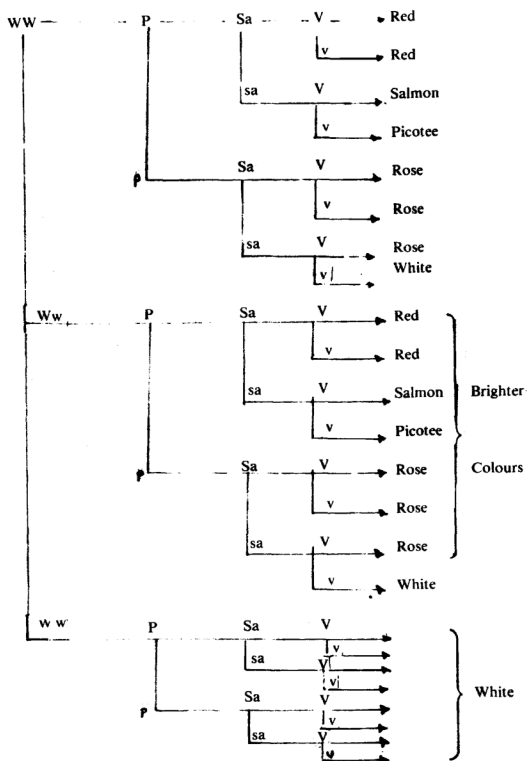 WW P Sa V Red
v Red
sa V Salmon
v Picotee
p Sa V Rose
v Rose
sa V Rose
v White
Ww P Sa V Red
v Red
sa V Salmon Brighter
v Picotee
p Sa V Rose Colours
v Rose
sa V Rose
v White
ww P Sa V
v
sa V
v
White
p Sa V
v
sa V
v